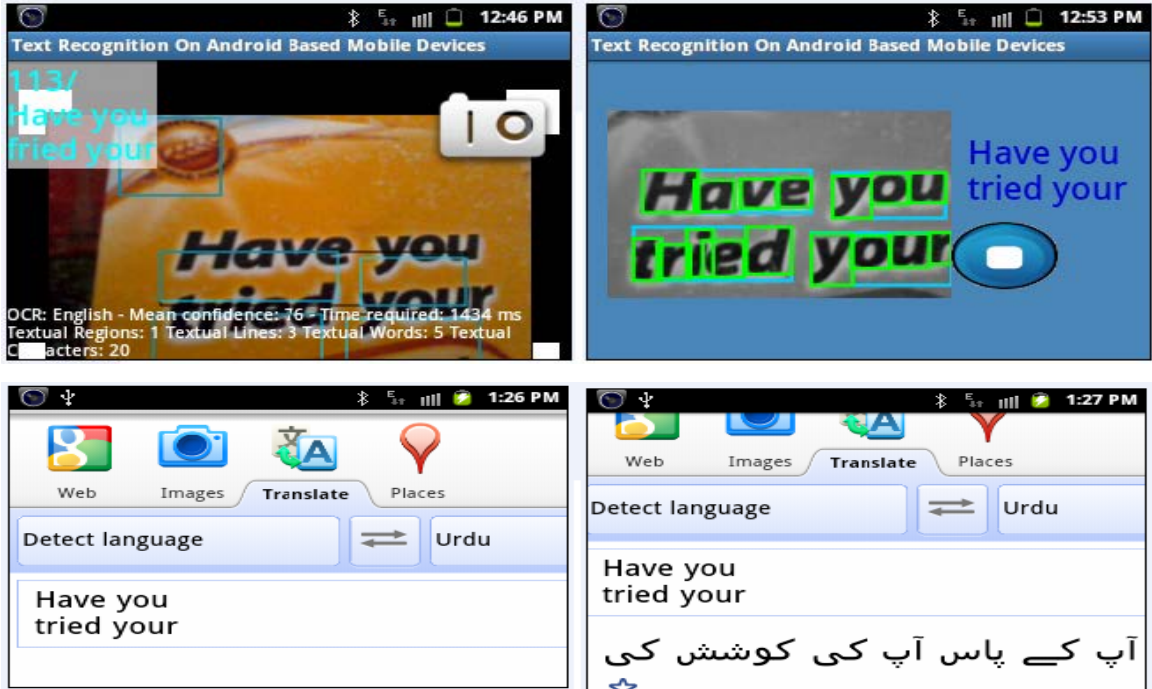 12:46 PM
Text Recognition On Android Based Mobile Devices
113/
Have you
fried your
Have you
tried your
OCR: English - Mean confidence: 76 - Time required: 1434 ms
Textual Regions: 1 Textual Lines: 3 Textual Words: 5 Textual
C acters: 20
12:53 PM
Text Recognition On Android Based Mobile Devices
Have you
tried your
Have you
tried your
1:26 PM
Web Images Translate Places
Detect language Urdu
Have you
tried your
1:27 PM
Web Images Translate Places
Detect language Urdu
Have you
tried your
آپ کے پاس آپ کی کوشش کی